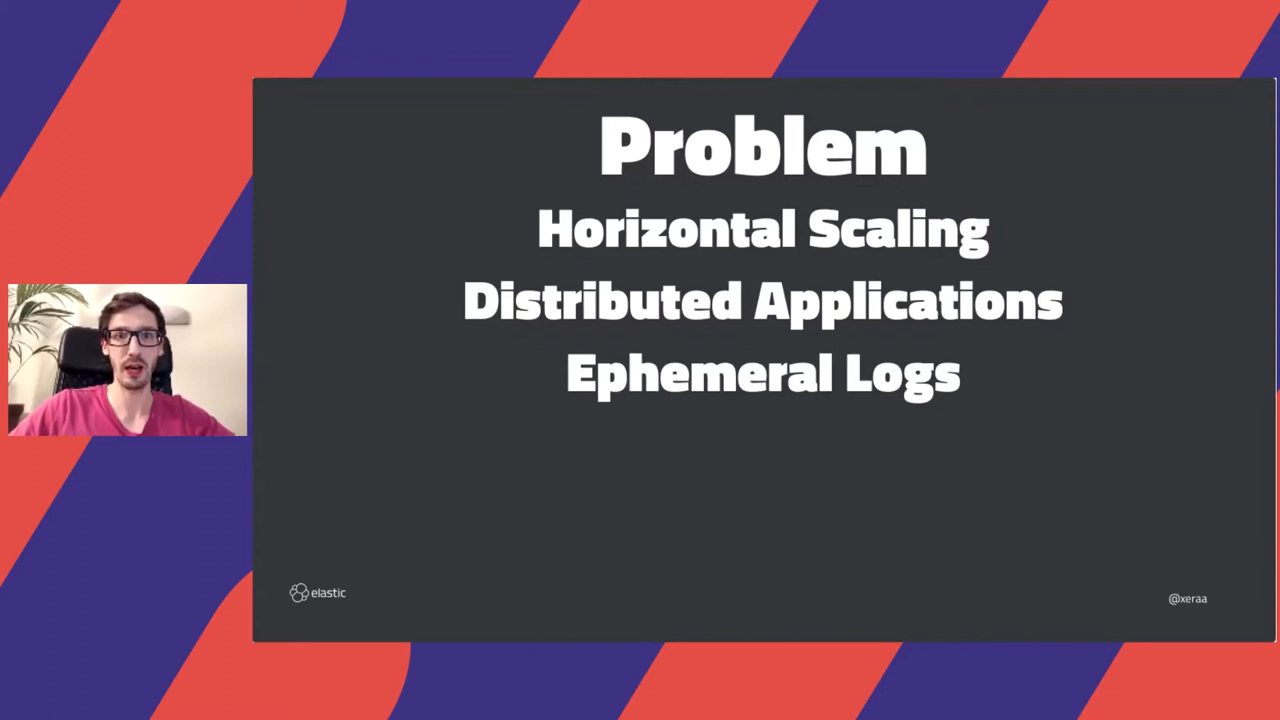 Problem
Horizontal Scaling
Distributed Applications
Ephemeral Logs
elastic
@xeraa